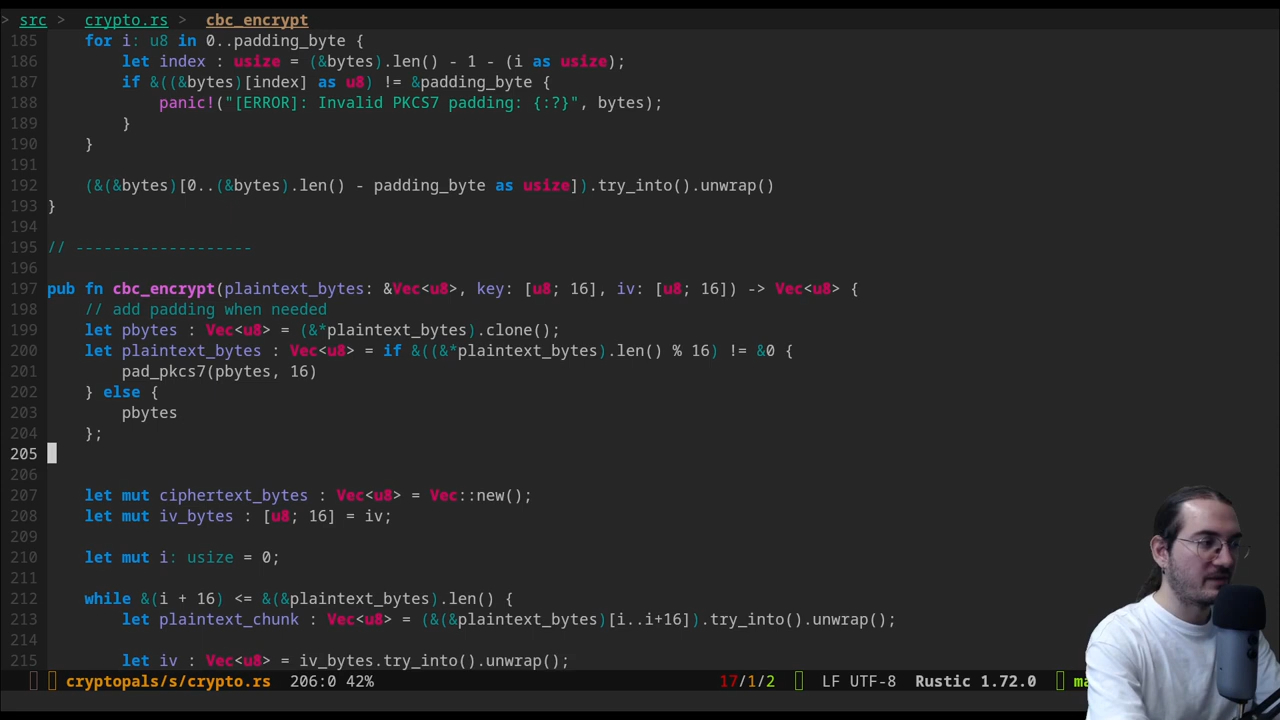 > src > crypto.rs > cbc_encrypt
185     for i: u8 in 0..padding_byte {
186         let index : usize = (&bytes).len() - 1 - (i as usize);
187         if &((&bytes)[index] as u8) != &padding_byte {
188             panic!("[ERROR]: Invalid PKCS7 padding: {:?}", bytes);
189         }
190     }
191
192     (&(&bytes)[0..(&bytes).len() - padding_byte as usize]).try_into().unwrap()
193 }
194
195 // -------------------
196
197 pub fn cbc_encrypt(plaintext_bytes: &Vec<u8>, key: [u8; 16], iv: [u8; 16]) -> Vec<u8> {
198     // add padding when needed
199     let pbytes : Vec<u8> = (&*plaintext_bytes).clone();
200     let plaintext_bytes : Vec<u8> = if &((&*plaintext_bytes).len() % 16) != &0 {
201         pad_pkcs7(pbytes, 16)
202     } else {
203         pbytes
204     };
205
206
207     let mut ciphertext_bytes : Vec<u8> = Vec::new();
208     let mut iv_bytes : [u8; 16] = iv;
209
210     let mut i: usize = 0;
211
212     while &(i + 16) <= &(&plaintext_bytes).len() {
213         let plaintext_chunk : Vec<u8> = (&(&plaintext_bytes)[i..i+16]).try_into().unwrap();
214
215         let iv : Vec<u8> = iv_bytes.try_into().unwrap();
cryptopals/s/crypto.rs 206:0 42% 17/1/2 LF UTF-8 Rustic 1.72.0